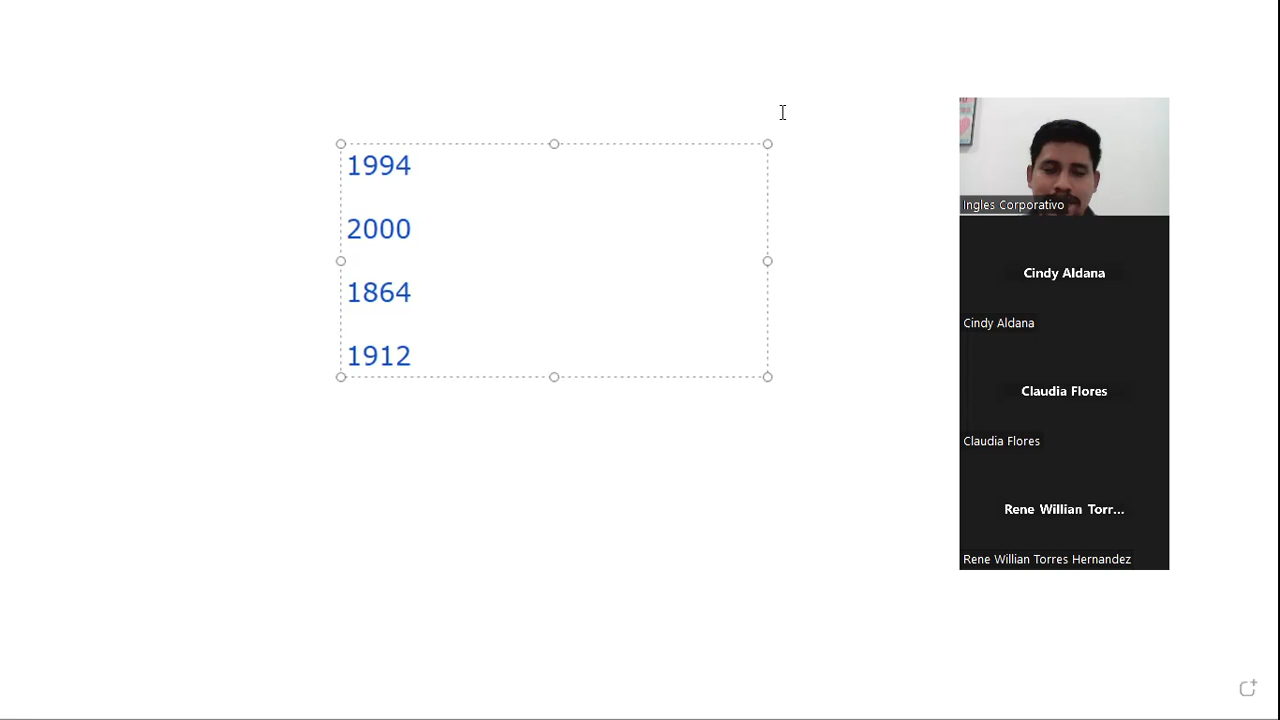 1994
2000
1864
1912
Ingles Corporativo
Cindy Aldana
Cindy Aldana
Claudia Flores
Claudia Flores
Rene Willian Torr...
Rene Willian Torres Hernandez